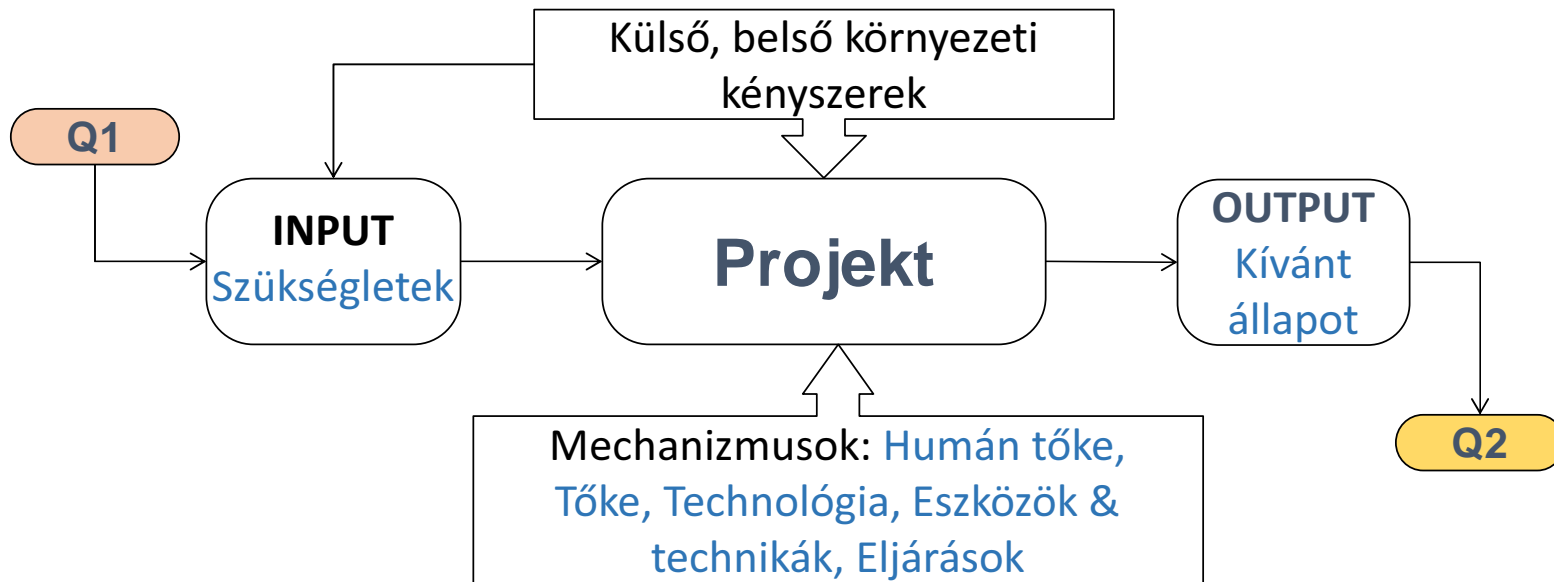 Külső, belső környezeti
kényszerek
Q1
INPUT
Szükségletek
Projekt
OUTPUT
Kívánt
állapot
Mechanizmusok: Humán tőke,
Tőke, Technológia, Eszközök &
technikák, Eljárások
Q2